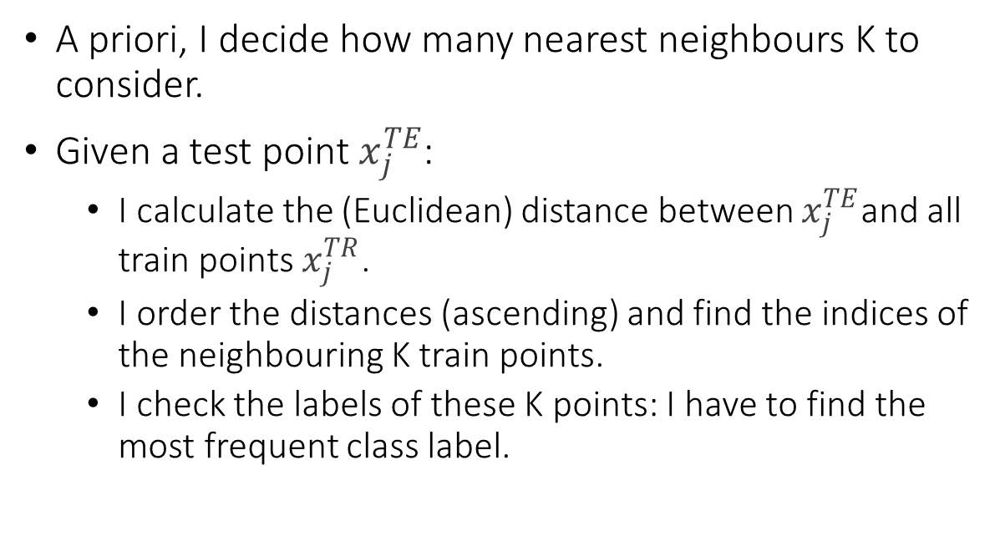 • A priori, I decide how many nearest neighbours K to
consider.
• Given a test point $x_j^{TE}$:
• I calculate the (Euclidean) distance between $x_j^{TE}$ and all
train points $x_j^{TR}$.
• I order the distances (ascending) and find the indices of
the neighbouring K train points.
• I check the labels of these K points: I have to find the
most frequent class label.